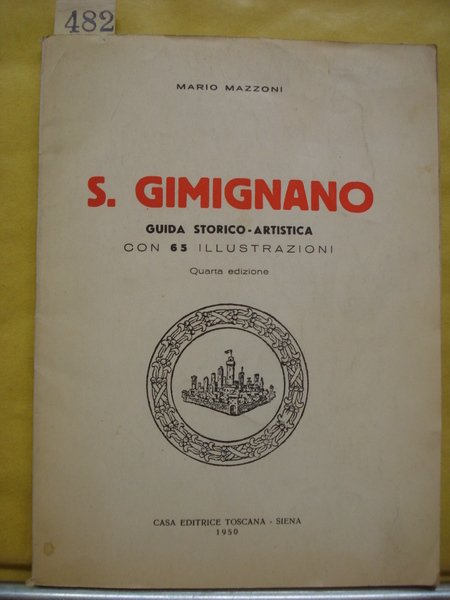 482
MARIO MAZZONI
S. GIMIGNANO
GUIDA STORICO-ARTISTICA
CON 65 ILLUSTRAZIONI
Quarta edizione
CASA EDITRICE TOSCANA - SIENA
1950